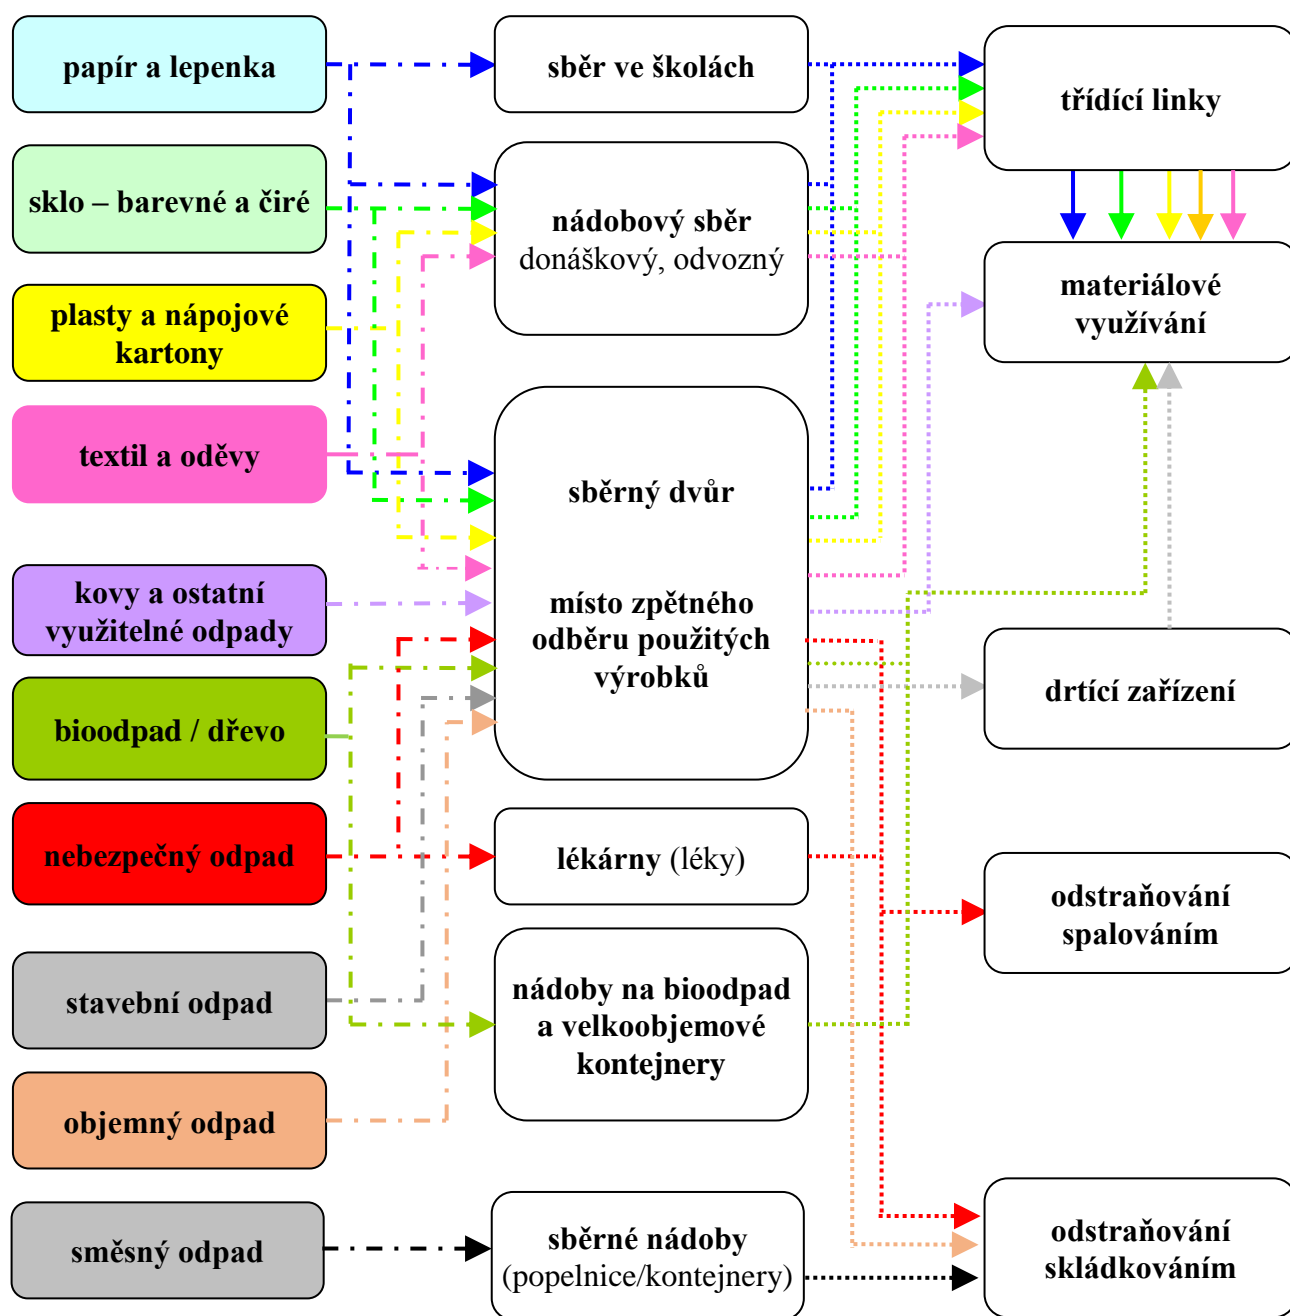 papír a lepenka
sklo – barevné a čiré
plasty a nápojové
kartony
textil a oděvy
kovy a ostatní
využitelné odpady
bioodpad / dřevo
nebezpečný odpad
stavební odpad
objemný odpad
směsný odpad
sběr ve školách
nádobový sběr
donáškový, odvozný
sběrný dvůr
místo zpětného
odběru použitých
výrobků
lékárny (léky)
nádoby na bioodpad
a velkoobjemové
kontejnery
sběrné nádoby
(popelnice/kontejnery)
třídící linky
materiálové
využívání
drtící zařízení
odstraňování
spalováním
odstraňování
skládkováním